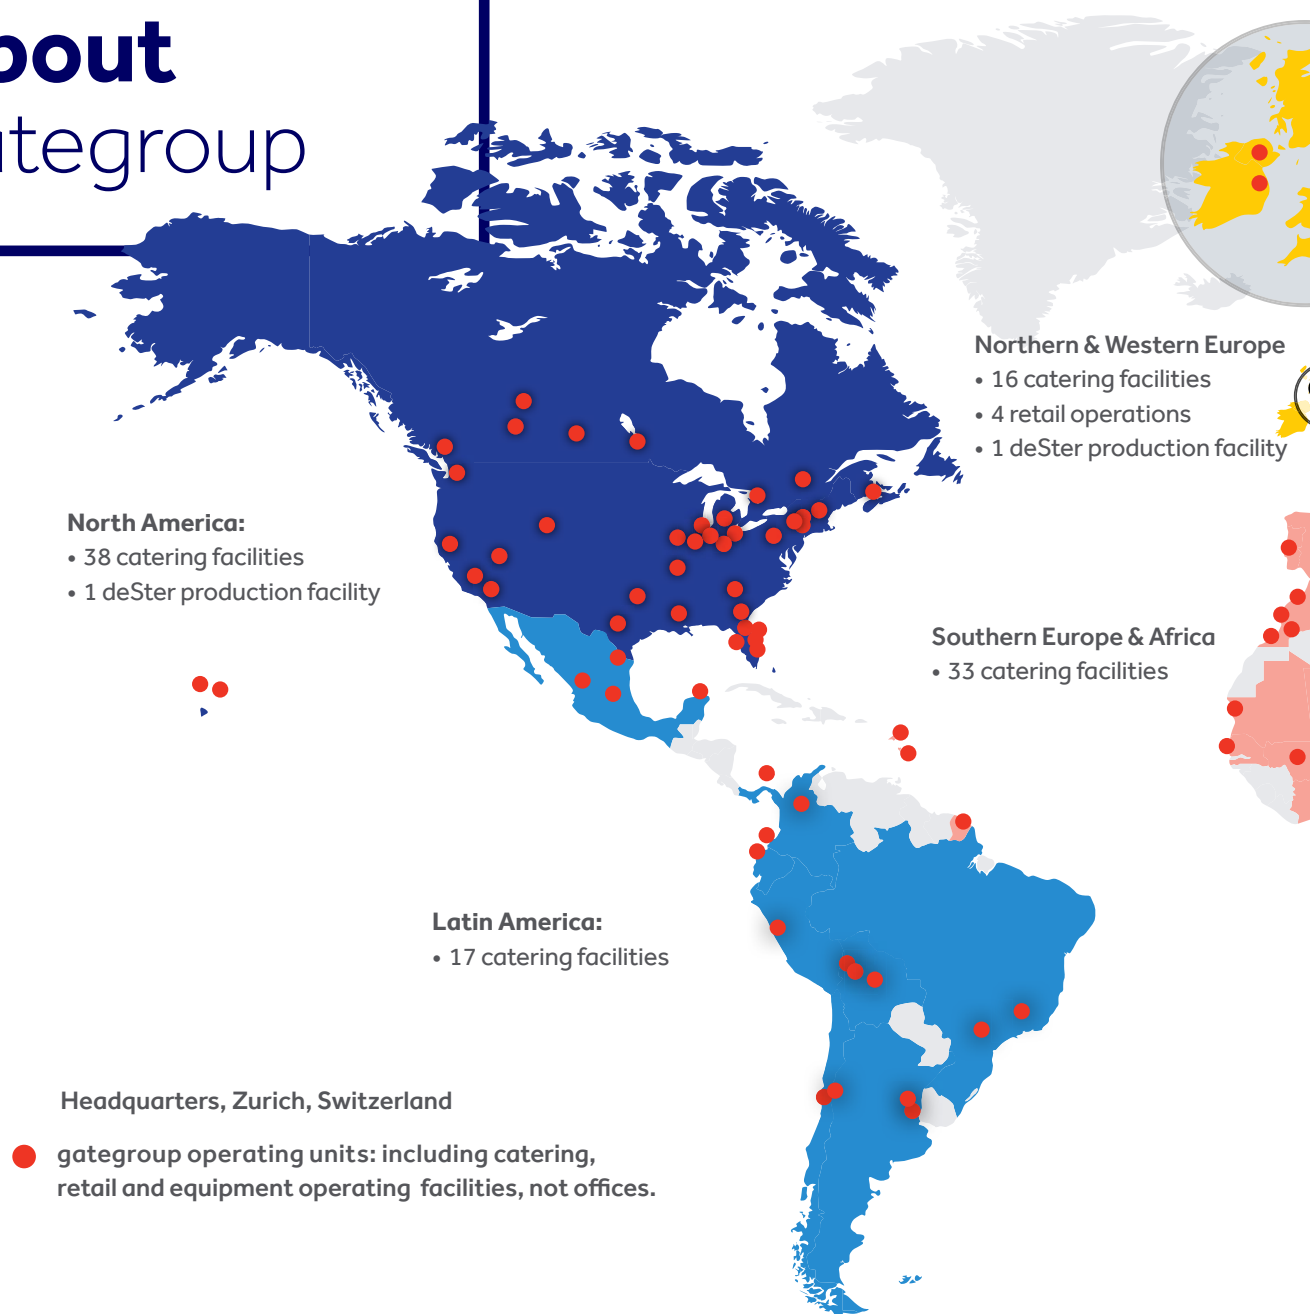 bout
ategroup
Northern & Western Europe
• 16 catering facilities
• 4 retail operations
• 1 deSter production facility
North America:
• 38 catering facilities
• 1 deSter production facility
Southern Europe & Africa
• 33 catering facilities
Latin America:
• 17 catering facilities
Headquarters, Zurich, Switzerland
gategroup operating units: including catering,
retail and equipment operating facilities, not offices.